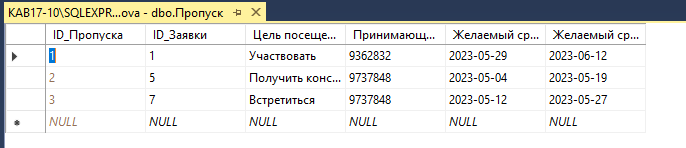 KAB17-10\SQLEXPR...ova - dbo.Пропуск
ID_Пропуска ID_Заявки Цель посеще... Принимающ... Желаемый ср... Желаемый ср...
1 1 Участвовать 9362832 2023-05-29 2023-06-12
2 5 Получить конс... 9737848 2023-05-04 2023-05-19
3 7 Встретиться 9737848 2023-05-12 2023-05-27
NULL NULL NULL NULL NULL NULL